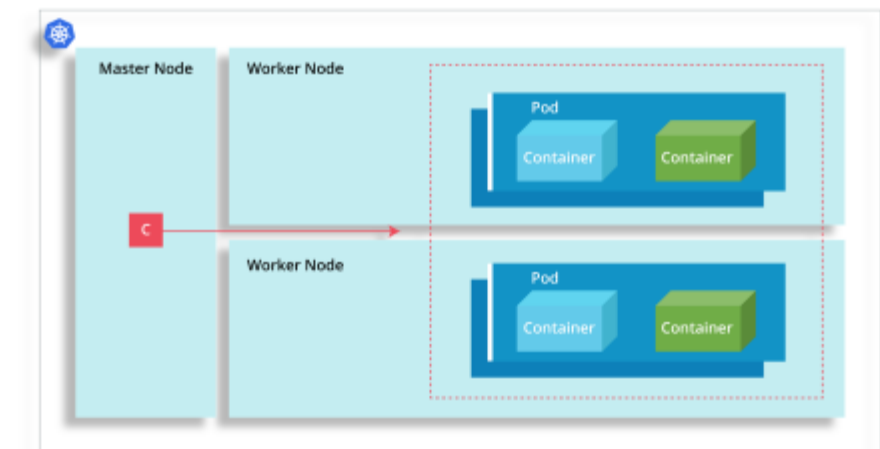 Master Node
Worker Node
Pod
Container
Container
C
Worker Node
Pod
Container
Container